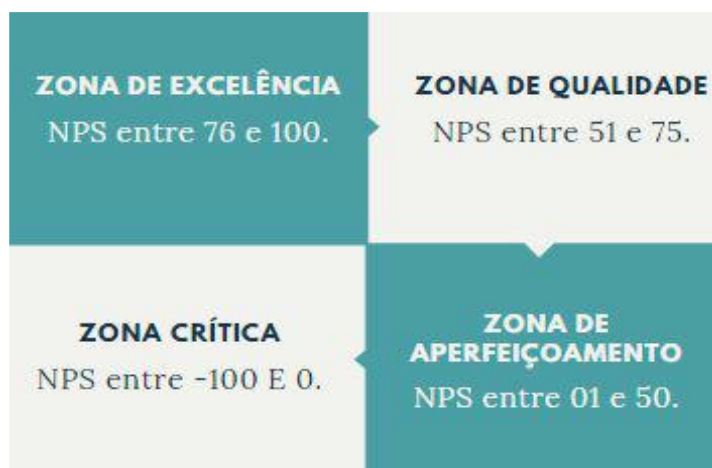 ZONA DE EXCELÊNCIA
NPS entre 76 e 100.
ZONA DE QUALIDADE
NPS entre 51 e 75.
ZONA CRÍTICA
NPS entre -100 E 0.
ZONA DE
APERFEIÇOAMENTO
NPS entre 01 e 50.